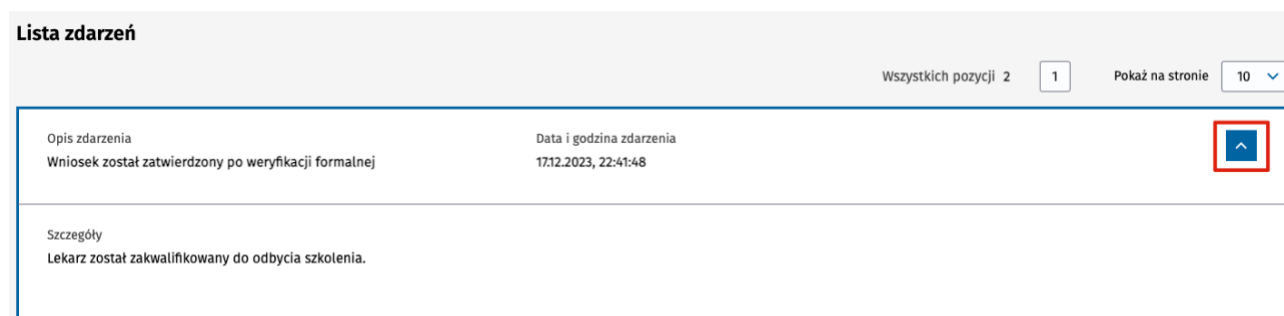 Lista zdarzeń
Wszystkich pozycji 2 1 Pokaż na stronie 10
Opis zdarzenia Data i godzina zdarzenia
Wniosek został zatwierdzony po weryfikacji formalnej 17.12.2023, 22:41:48
Szczegóły
Lekarz został zakwalifikowany do odbycia szkolenia.